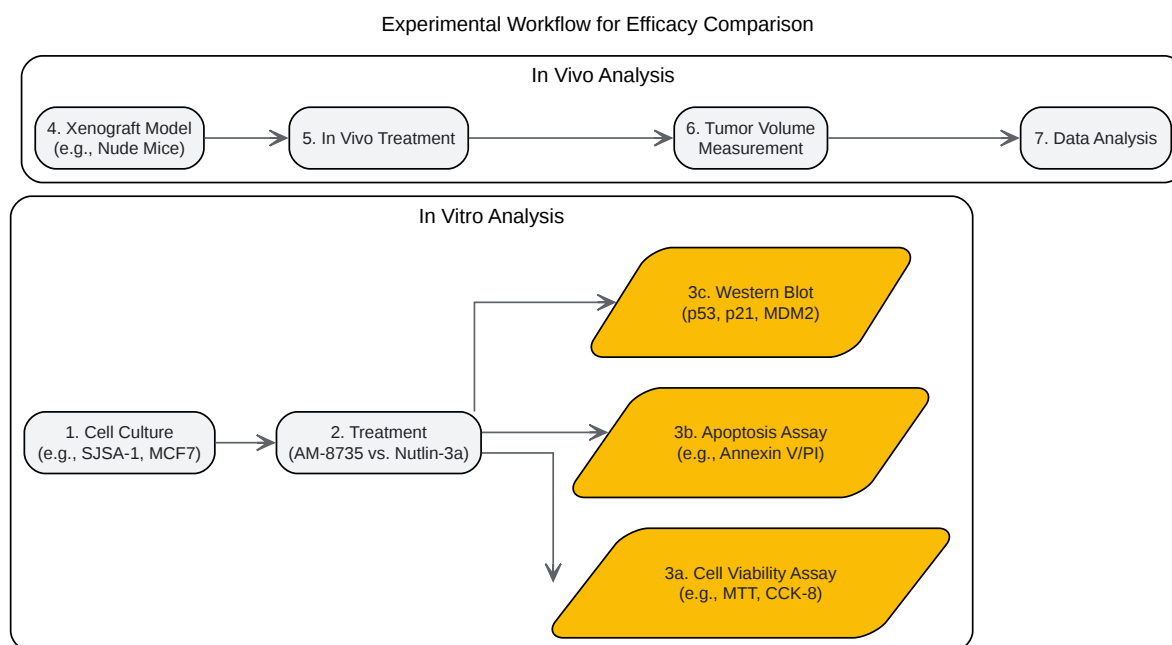 Experimental Workflow for Efficacy Comparison
In Vivo Analysis
4. Xenograft Model
(e.g., Nude Mice)
5. In Vivo Treatment
6. Tumor Volume
Measurement
7. Data Analysis
In Vitro Analysis
3c. Western Blot
(p53, p21, MDM2)
1. Cell Culture
(e.g., SJSA-1, MCF7)
2. Treatment
(AM-8735 vs. Nutlin-3a)
3b. Apoptosis Assay
(e.g., Annexin V/PI)
3a. Cell Viability Assay
(e.g., MTT, CCK-8)